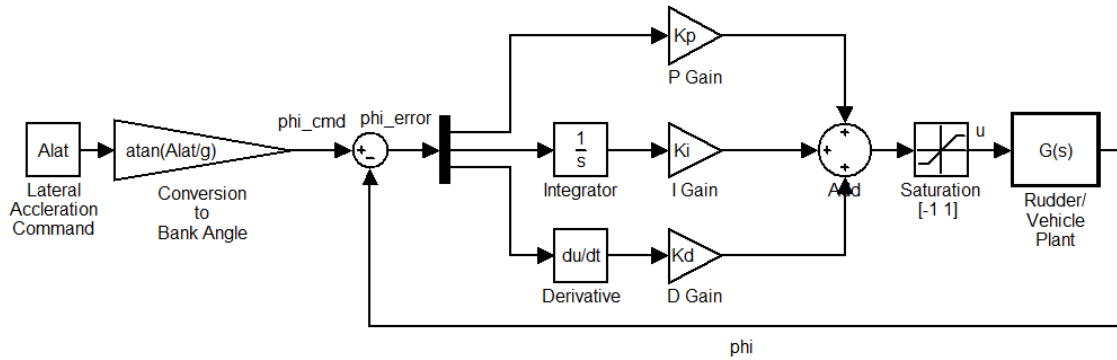 Kp
P Gain
phi_cmd
phi_error
Alat
atan(Alat/g)
+
−
1
s
Ki
+
+
+
Add
u
G(s)
Lateral
Accleration
Command
Conversion
to
Bank Angle
Integrator
I Gain
Saturation
[-1 1]
Rudder/
Vehicle
Plant
du/dt
Kd
Derivative
D Gain
phi